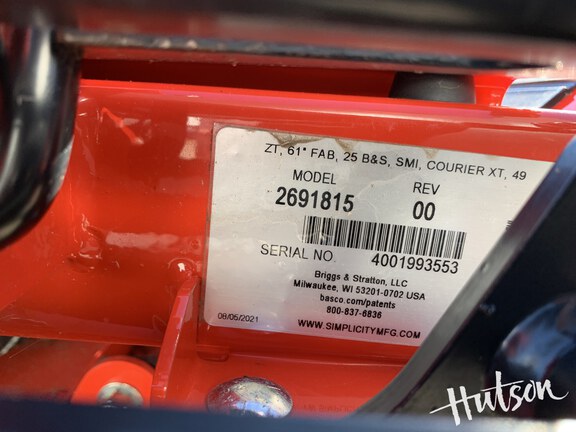 ZT, 61" FAB, 25 B&S, SMI, COURIER XT, 49
MODEL REV
2691815 00
SERIAL NO. 4001993553
Briggs & Stratton, LLC
Milwaukee, WI 53201-0702 USA
basco.com/patents
800-837-6836
08/05/2021
WWW.SIMPLICITYMFG.COM
Hutson